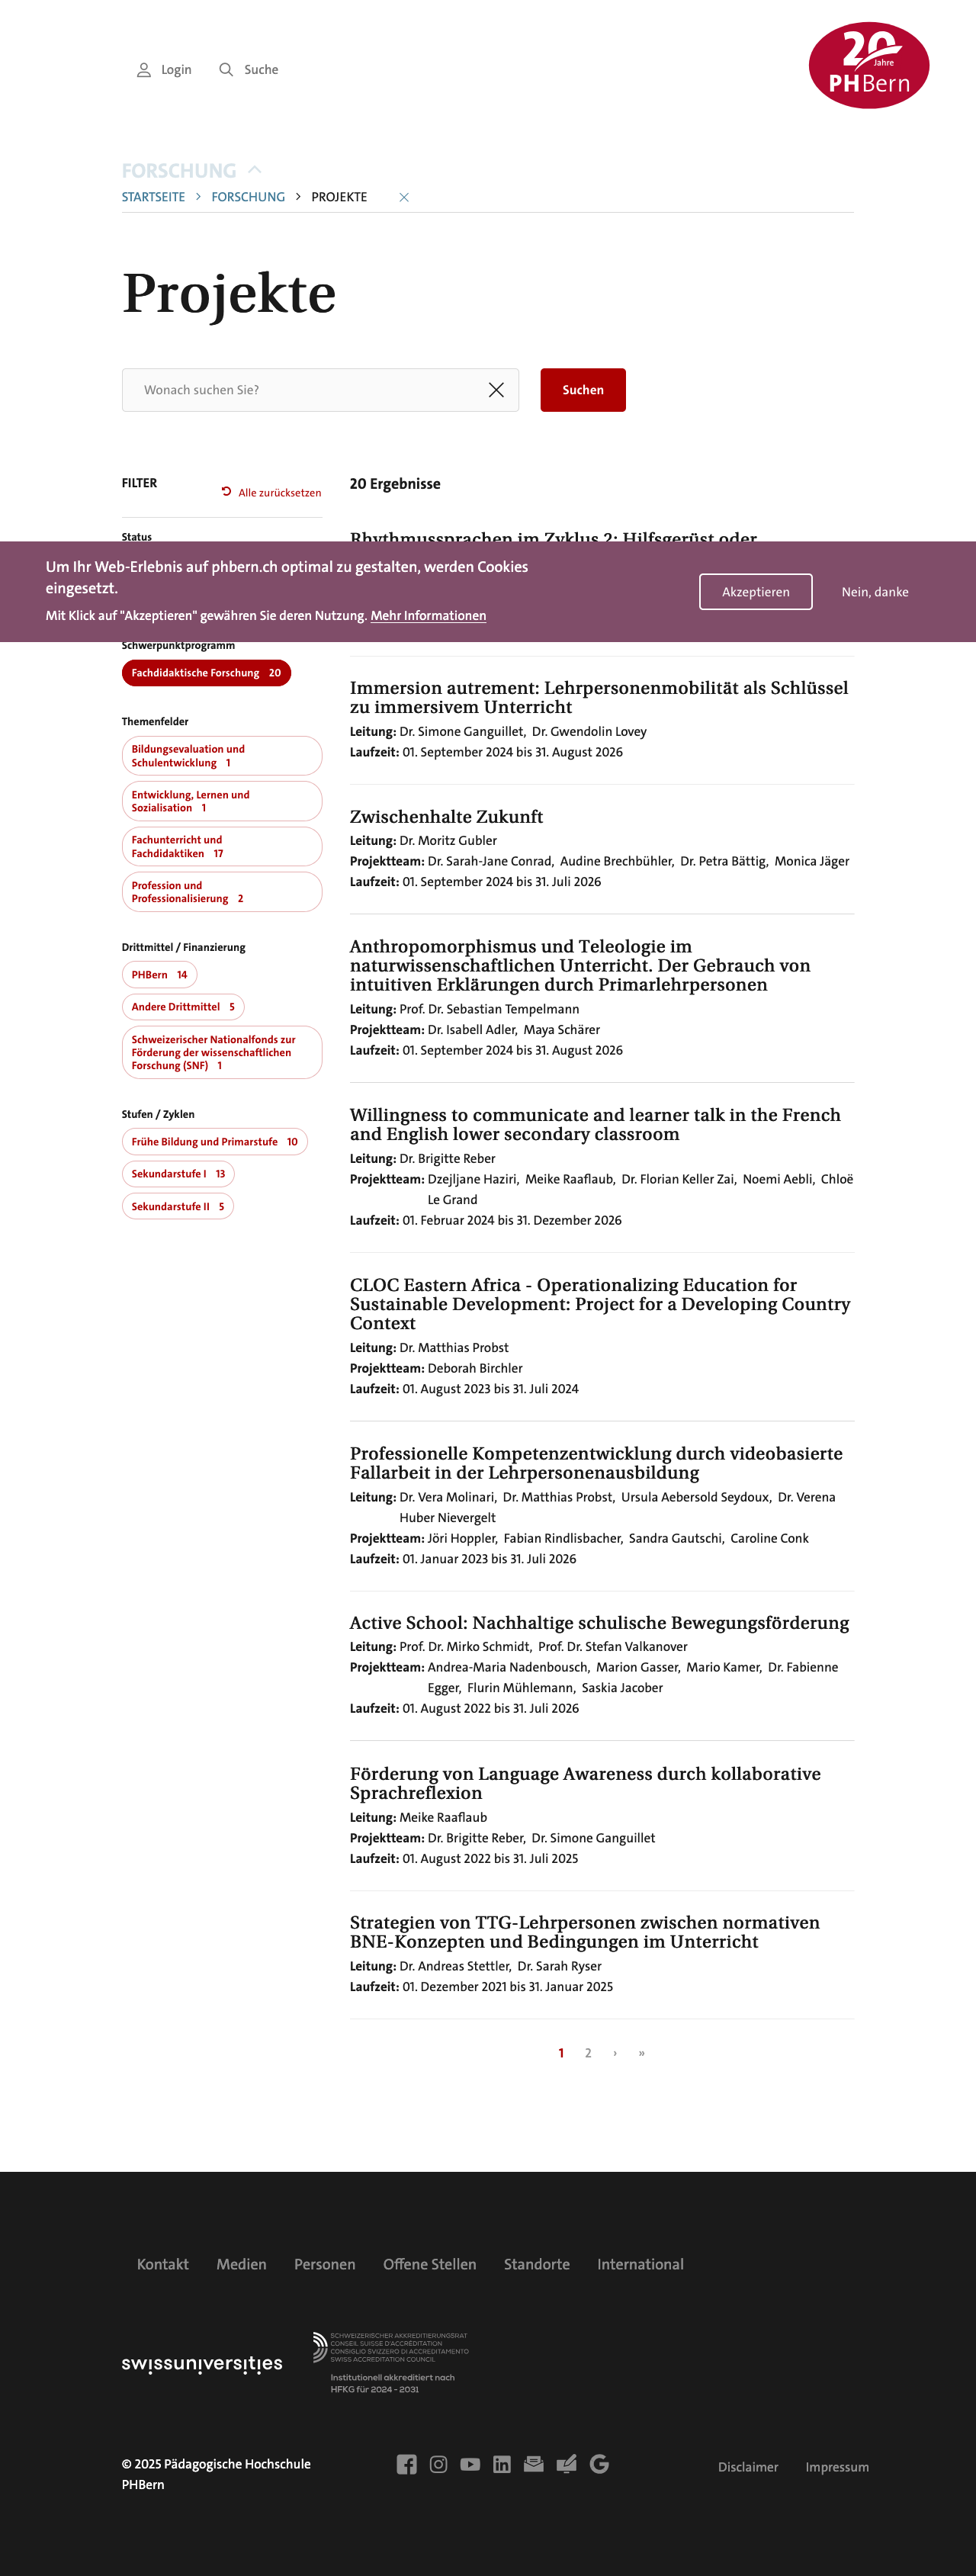 Login
Suche
20
Jahre
PHBern
FORSCHUNG
STARTSEITE
FORSCHUNG
PROJEKTE
Projekte
Wonach suchen Sie?
Suchen
FILTER
Alle zurücksetzen
Status
20 Ergebnisse
Rhythmussprachen im Zyklus 2: Hilfsgerüst oder
Um Ihr Web-Erlebnis auf phbern.ch optimal zu gestalten, werden Cookies
eingesetzt.
Mit Klick auf "Akzeptieren" gewähren Sie deren Nutzung. Mehr Informationen
Akzeptieren
Nein, danke
Schwerpunktprogramm
Fachdidaktische Forschung 20
Themenfelder
Bildungsevaluation und
Schulentwicklung 1
Entwicklung, Lernen und
Sozialisation 1
Fachunterricht und
Fachdidaktiken 17
Profession und
Professionalisierung 2
Drittmittel / Finanzierung
PHBern 14
Andere Drittmittel 5
Schweizerischer Nationalfonds zur
Förderung der wissenschaftlichen
Forschung (SNF) 1
Stufen / Zyklen
Frühe Bildung und Primarstufe 10
Sekundarstufe I 13
Sekundarstufe II 5
Immersion autrement: Lehrpersonenmobilität als Schlüssel
zu immersivem Unterricht
Leitung: Dr. Simone Ganguillet, Dr. Gwendolin Lovey
Laufzeit: 01. September 2024 bis 31. August 2026
Zwischenhalte Zukunft
Leitung: Dr. Moritz Gubler
Projektteam: Dr. Sarah-Jane Conrad, Audine Brechbühler, Dr. Petra Bättig, Monica Jäger
Laufzeit: 01. September 2024 bis 31. Juli 2026
Anthropomorphismus und Teleologie im
naturwissenschaftlichen Unterricht. Der Gebrauch von
intuitiven Erklärungen durch Primarlehrpersonen
Leitung: Prof. Dr. Sebastian Tempelmann
Projektteam: Dr. Isabell Adler, Maya Schärer
Laufzeit: 01. September 2024 bis 31. August 2026
Willingness to communicate and learner talk in the French
and English lower secondary classroom
Leitung: Dr. Brigitte Reber
Projektteam: Dzejljane Haziri, Meike Raaflaub, Dr. Florian Keller Zai, Noemi Aebli, Chloë
Le Grand
Laufzeit: 01. Februar 2024 bis 31. Dezember 2026
CLOC Eastern Africa - Operationalizing Education for
Sustainable Development: Project for a Developing Country
Context
Leitung: Dr. Matthias Probst
Projektteam: Deborah Birchler
Laufzeit: 01. August 2023 bis 31. Juli 2024
Professionelle Kompetenzentwicklung durch videobasierte
Fallarbeit in der Lehrpersonenausbildung
Leitung: Dr. Vera Molinari, Dr. Matthias Probst, Ursula Aebersold Seydoux, Dr. Verena
Huber Nievergelt
Projektteam: Jöri Hoppler, Fabian Rindlisbacher, Sandra Gautschi, Caroline Conk
Laufzeit: 01. Januar 2023 bis 31. Juli 2026
Active School: Nachhaltige schulische Bewegungsförderung
Leitung: Prof. Dr. Mirko Schmidt, Prof. Dr. Stefan Valkanover
Projektteam: Andrea-Maria Nadenbousch, Marion Gasser, Mario Kamer, Dr. Fabienne
Egger, Flurin Mühlemann, Saskia Jacober
Laufzeit: 01. August 2022 bis 31. Juli 2026
Förderung von Language Awareness durch kollaborative
Sprachreflexion
Leitung: Meike Raaflaub
Projektteam: Dr. Brigitte Reber, Dr. Simone Ganguillet
Laufzeit: 01. August 2022 bis 31. Juli 2025
Strategien von TTG-Lehrpersonen zwischen normativen
BNE-Konzepten und Bedingungen im Unterricht
Leitung: Dr. Andreas Stettler, Dr. Sarah Ryser
Laufzeit: 01. Dezember 2021 bis 31. Januar 2025
1 2 › »
Kontakt
Medien
Personen
Offene Stellen
Standorte
International
swissuniversities
SCHWEIZERISCHER AKKREDITIERUNGSRAT
CONSEIL SUISSE D'ACCRÉDITATION
CONSIGLIO SVIZZERO DI ACCREDITAMENTO
SWISS ACCREDITATION COUNCIL
Institutionell akkreditiert nach
HFKG für 2024 - 2031
© 2025 Pädagogische Hochschule
PHBern
Disclaimer
Impressum